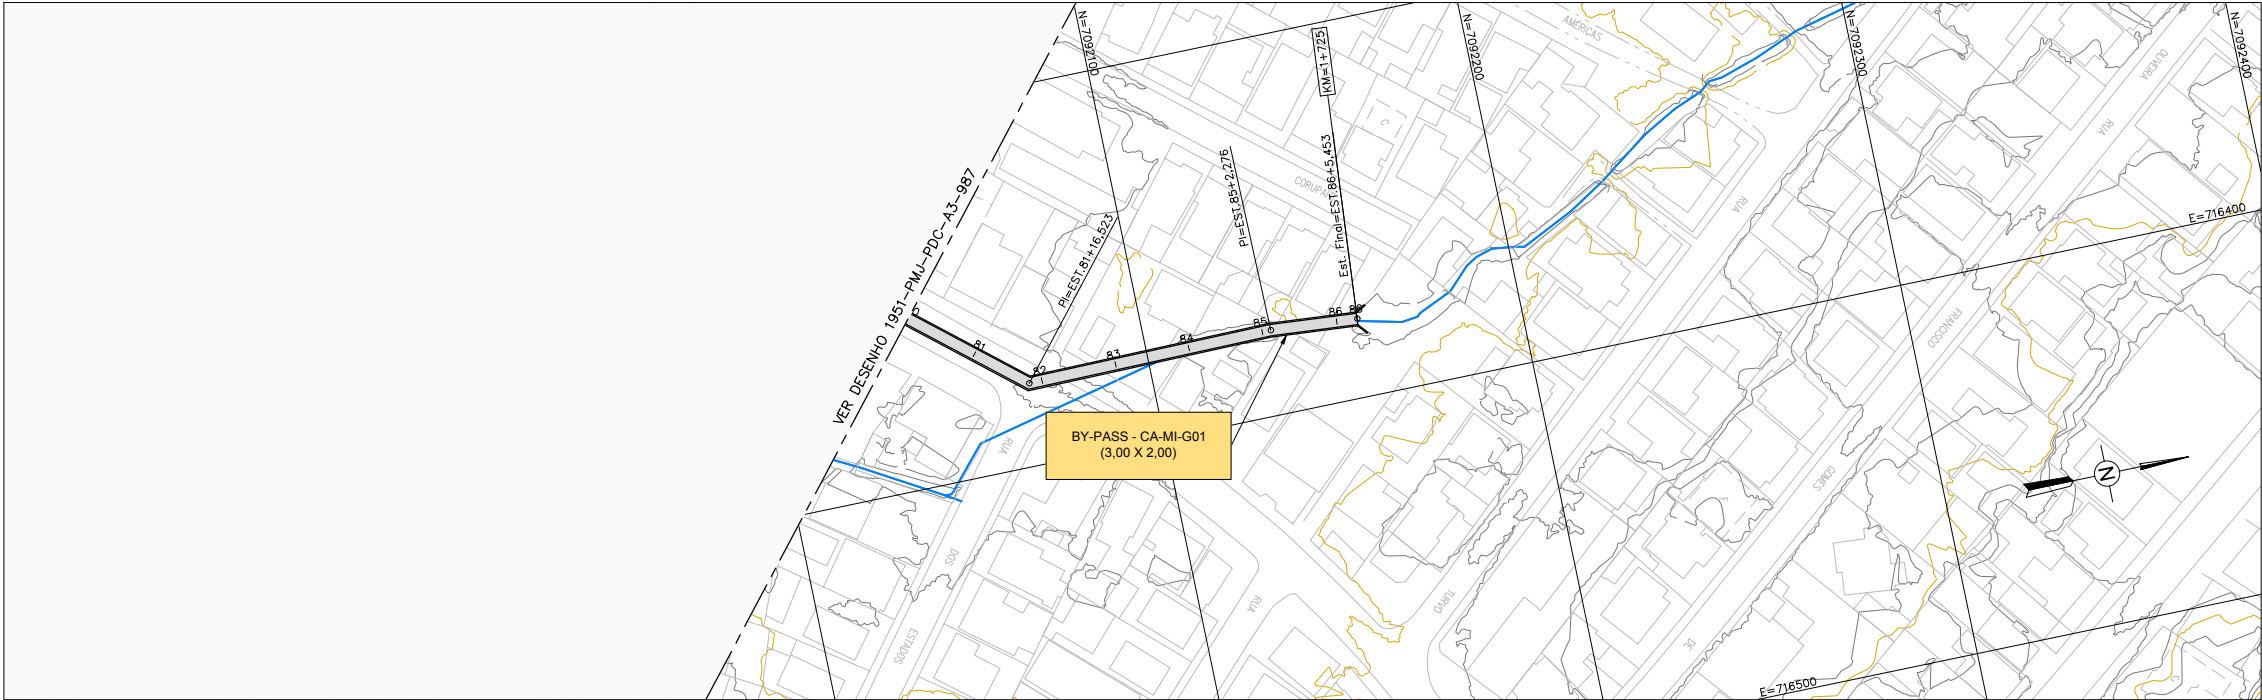 N=7092100
N=7092200
N=7092300
N=7092400
AMÉRICAS
OLIVEIRA
RUA
KM=1+725
C
CORUPÁ
RUA
E=716400
VER DESENHO 1951-PMJ-PDC-A3-987
PI=EST.81+16,523
PI=EST.85+2,276
Est. Final=EST.86+5,453
81
82
83
84
85
86
86
FRANCISCO
BY-PASS - CA-MI-G01
(3,00 X 2,00)
RUA
GOMES
N
DOS
RUA
TURVO
ESTADOS
DE
E=716500
C